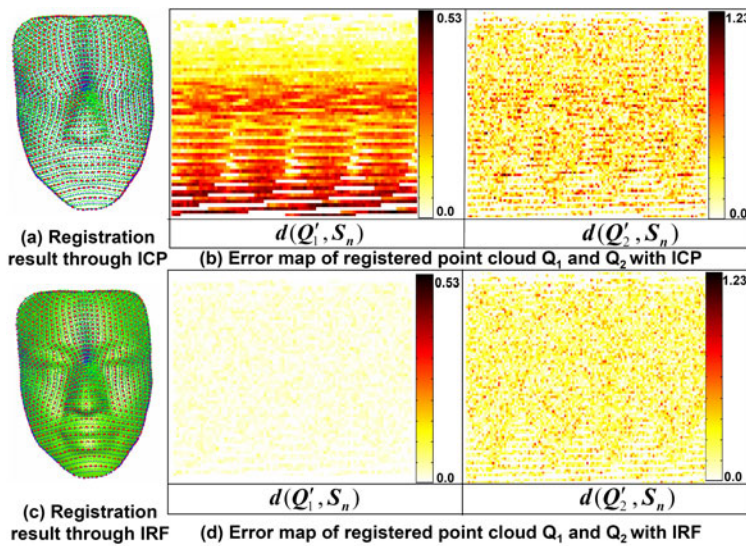 0.53
1.23
0.0
0.0
d(Q′₁, Sₙ)
d(Q′₂, Sₙ)
(a) Registration
result through ICP
(b) Error map of registered point cloud Q₁ and Q₂ with ICP
0.53
1.23
0.0
0.0
d(Q′₁, Sₙ)
d(Q′₂, Sₙ)
(c) Registration
result through IRF
(d) Error map of registered point cloud Q₁ and Q₂ with IRF